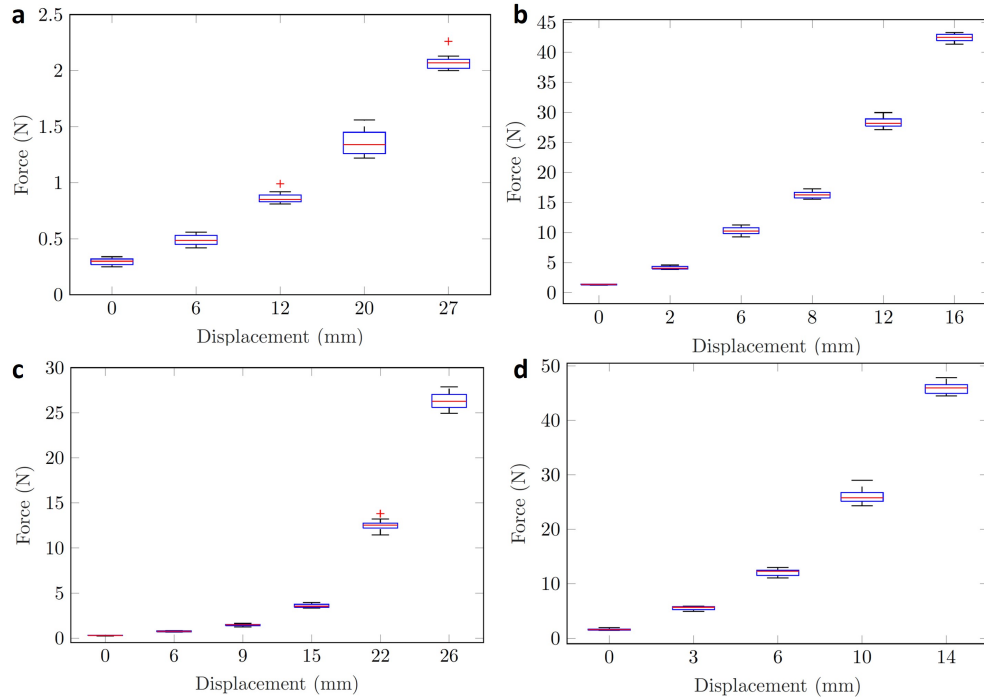 a
2.5
2
1.5
1
0.5
0
Force (N)
0 6 12 20 27
Displacement (mm)
b
45
40
35
30
25
20
15
10
5
0
Force (N)
0 2 6 8 12 16
Displacement (mm)
c
30
25
20
15
10
5
0
Force (N)
0 6 9 15 22 26
Displacement (mm)
d
50
40
30
20
10
0
Force (N)
0 3 6 10 14
Displacement (mm)